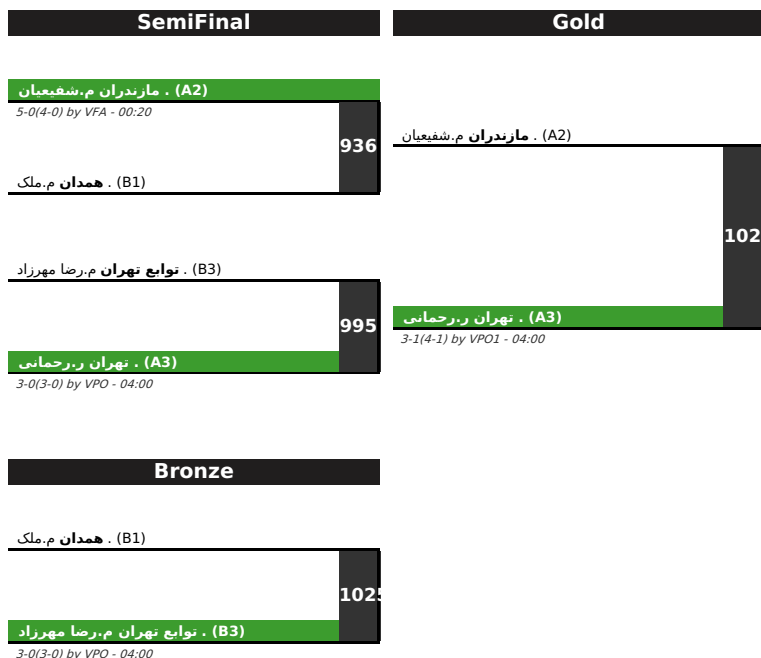 SemiFinal
مازندران م.شفیعیان . (A2)
5-0(4-0) by VFA - 00:20
936
همدان م.ملک . (B1)
توابع تهران م.رضا مهرزاد . (B3)
995
تهران ر.رحمانی . (A3)
3-0(3-0) by VPO - 04:00
Gold
مازندران م.شفیعیان . (A2)
102
تهران ر.رحمانی . (A3)
3-1(4-1) by VPO1 - 04:00
Bronze
همدان م.ملک . (B1)
1025
توابع تهران م.رضا مهرزاد . (B3)
3-0(3-0) by VPO - 04:00